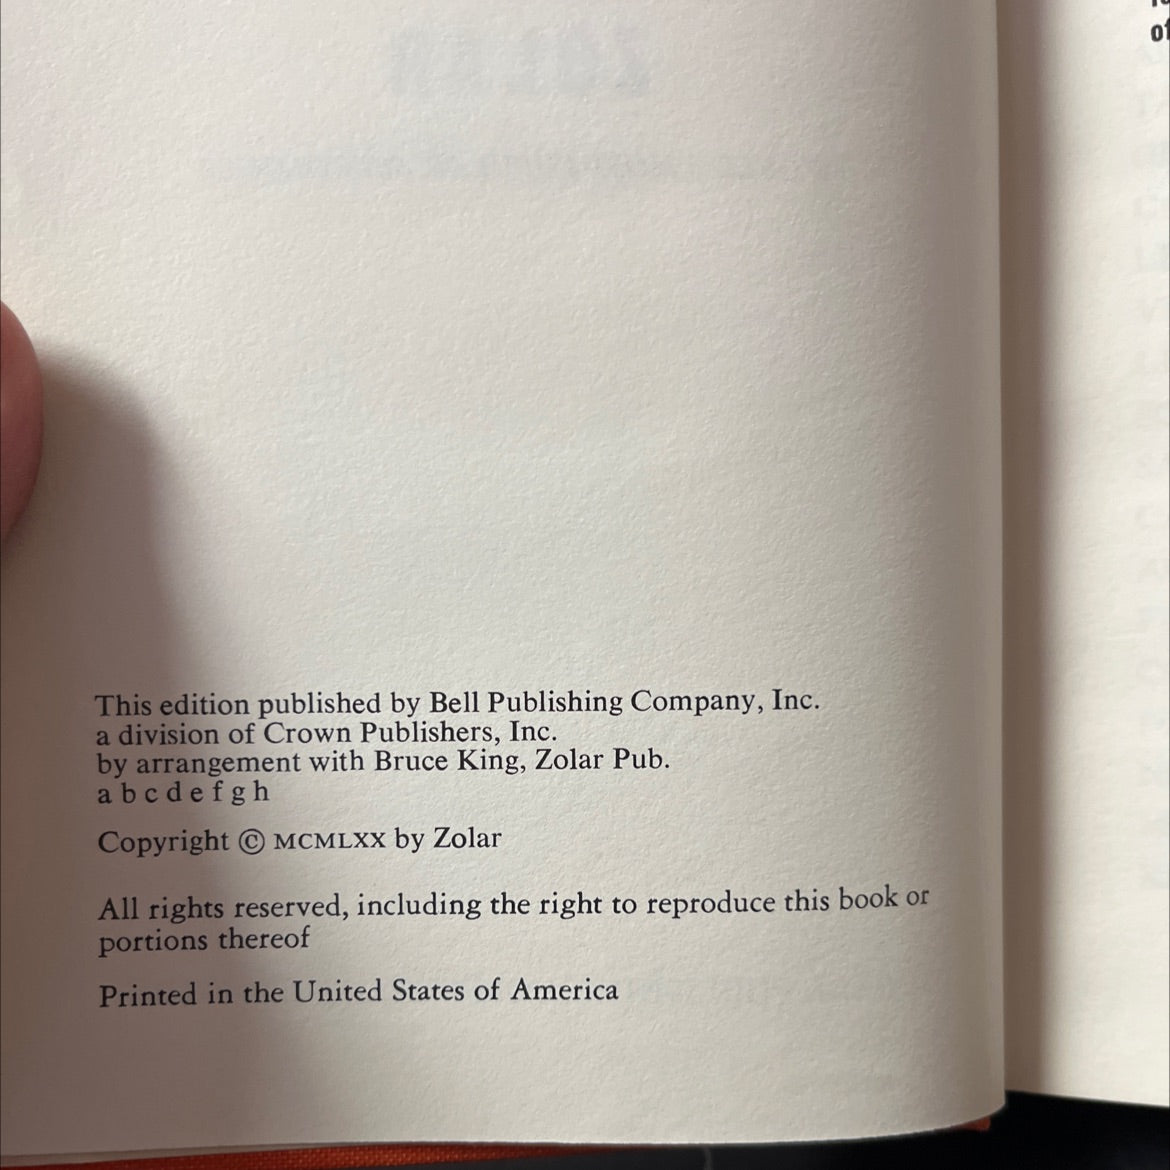 of
This edition published by Bell Publishing Company, Inc.
a division of Crown Publishers, Inc.
by arrangement with Bruce King, Zolar Pub.
a b c d e f g h
Copyright © MCMLXX by Zolar
All rights reserved, including the right to reproduce this book or
portions thereof
Printed in the United States of America